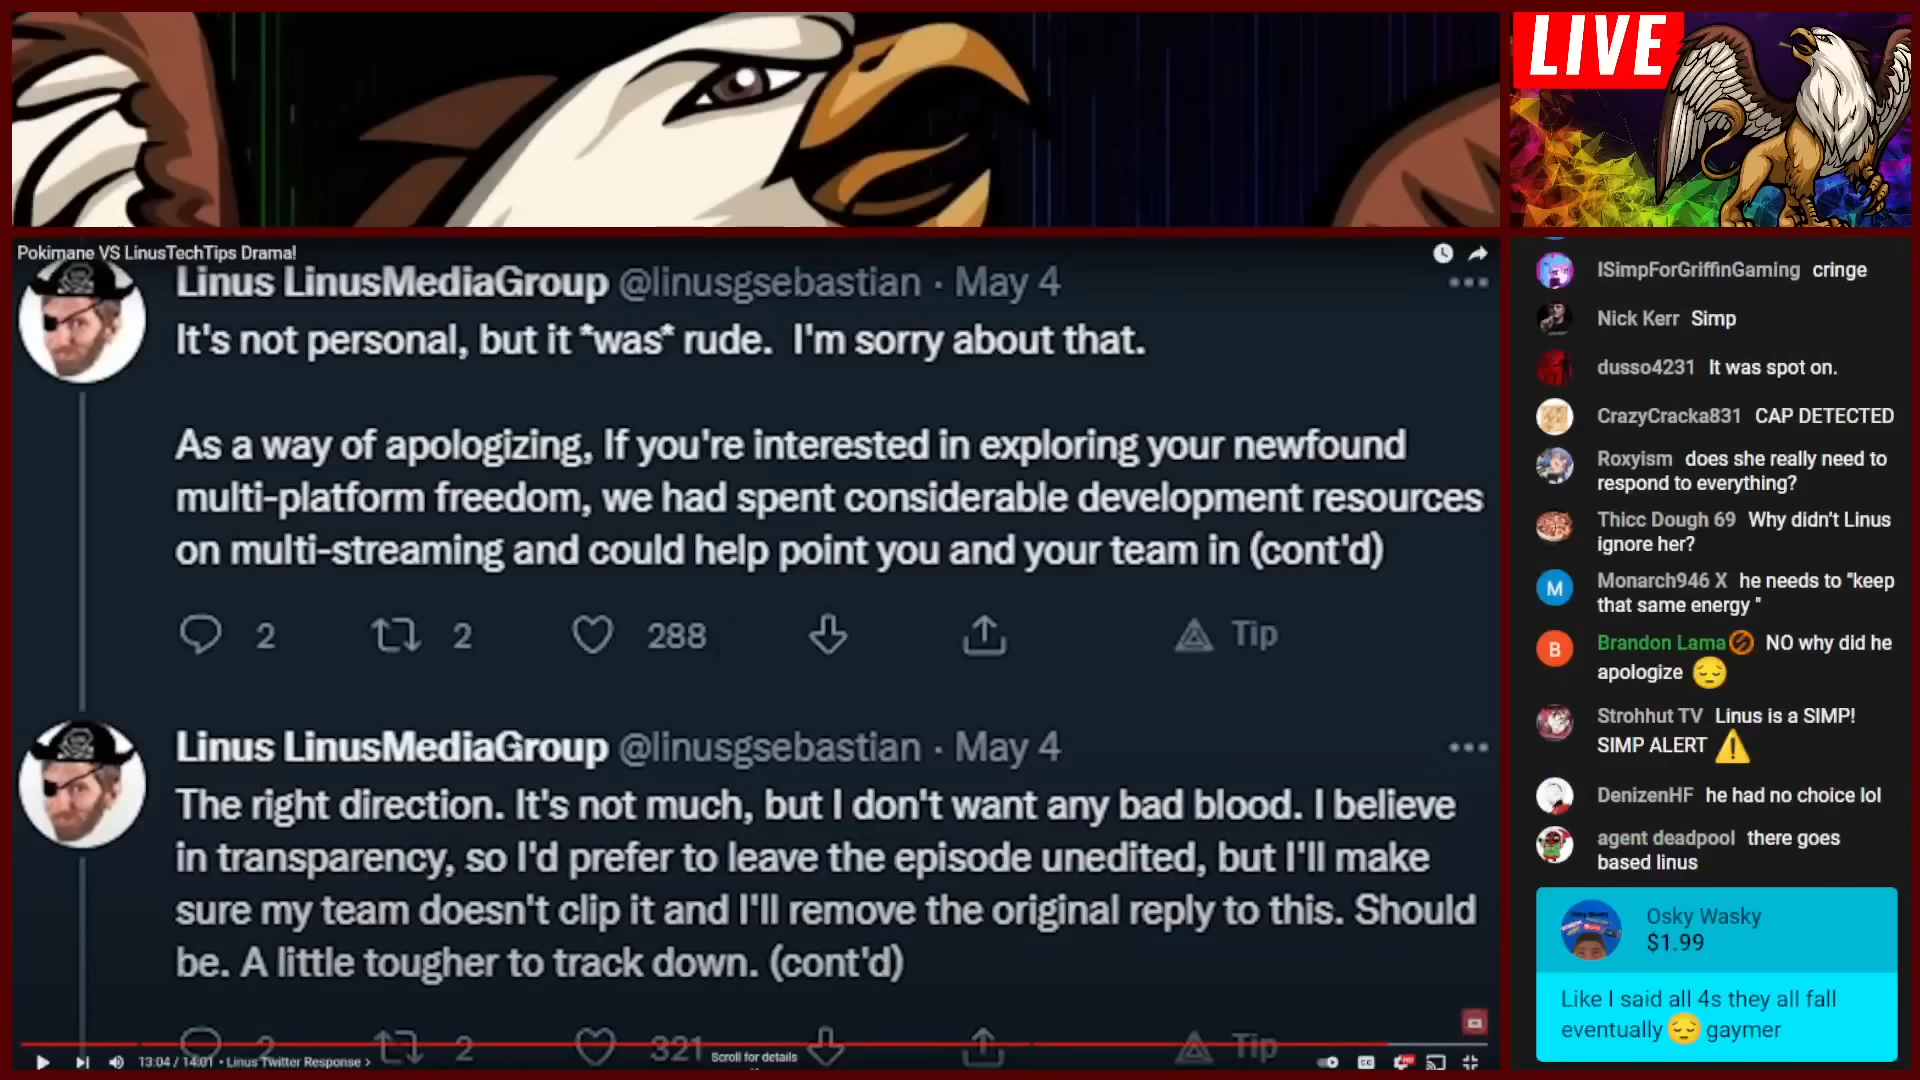 LIVE
Pokimane VS LinusTechTips Drama!
Linus LinusMediaGroup @linusgsebastian · May 4
It's not personal, but it *was* rude. I'm sorry about that.
As a way of apologizing, If you're interested in exploring your newfound
multi-platform freedom, we had spent considerable development resources
on multi-streaming and could help point you and your team in (cont'd)
2 2 288 Tip
Linus LinusMediaGroup @linusgsebastian · May 4
The right direction. It's not much, but I don't want any bad blood. I believe
in transparency, so I'd prefer to leave the episode unedited, but I'll make
sure my team doesn't clip it and I'll remove the original reply to this. Should
be. A little tougher to track down. (cont'd)
2 2 321 Tip
Scroll for details
13:04 / 14:01 • Linus Twitter Response >
ISimpForGriffinGaming cringe
Nick Kerr Simp
dusso4231 It was spot on.
CrazyCracka831 CAP DETECTED
Roxyism does she really need to
respond to everything?
Thicc Dough 69 Why didn't Linus
ignore her?
M
Monarch946 X he needs to "keep
that same energy "
B
Brandon Lama NO why did he
apologize 😔
Strohhut TV Linus is a SIMP!
SIMP ALERT ⚠️
DenizenHF he had no choice lol
agent deadpool there goes
based linus
Osky Wasky
$1.99
Like I said all 4s they all fall
eventually 😔 gaymer